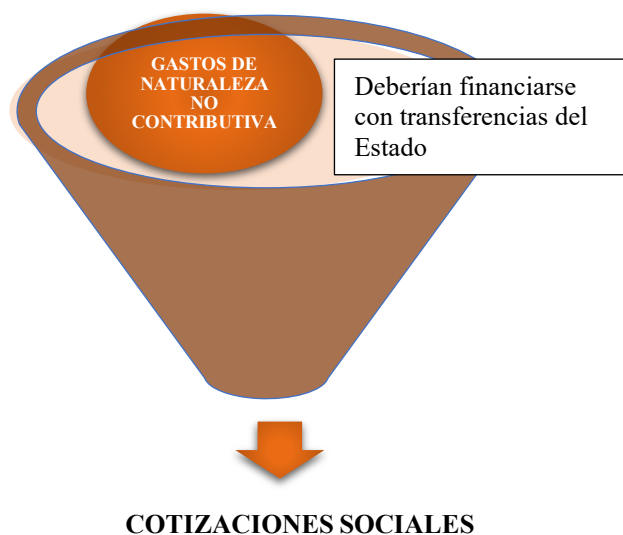 GASTOS DE
NATURALEZA
NO
CONTRIBUTIVA
Deberían financiarse
con transferencias del
Estado
COTIZACIONES SOCIALES